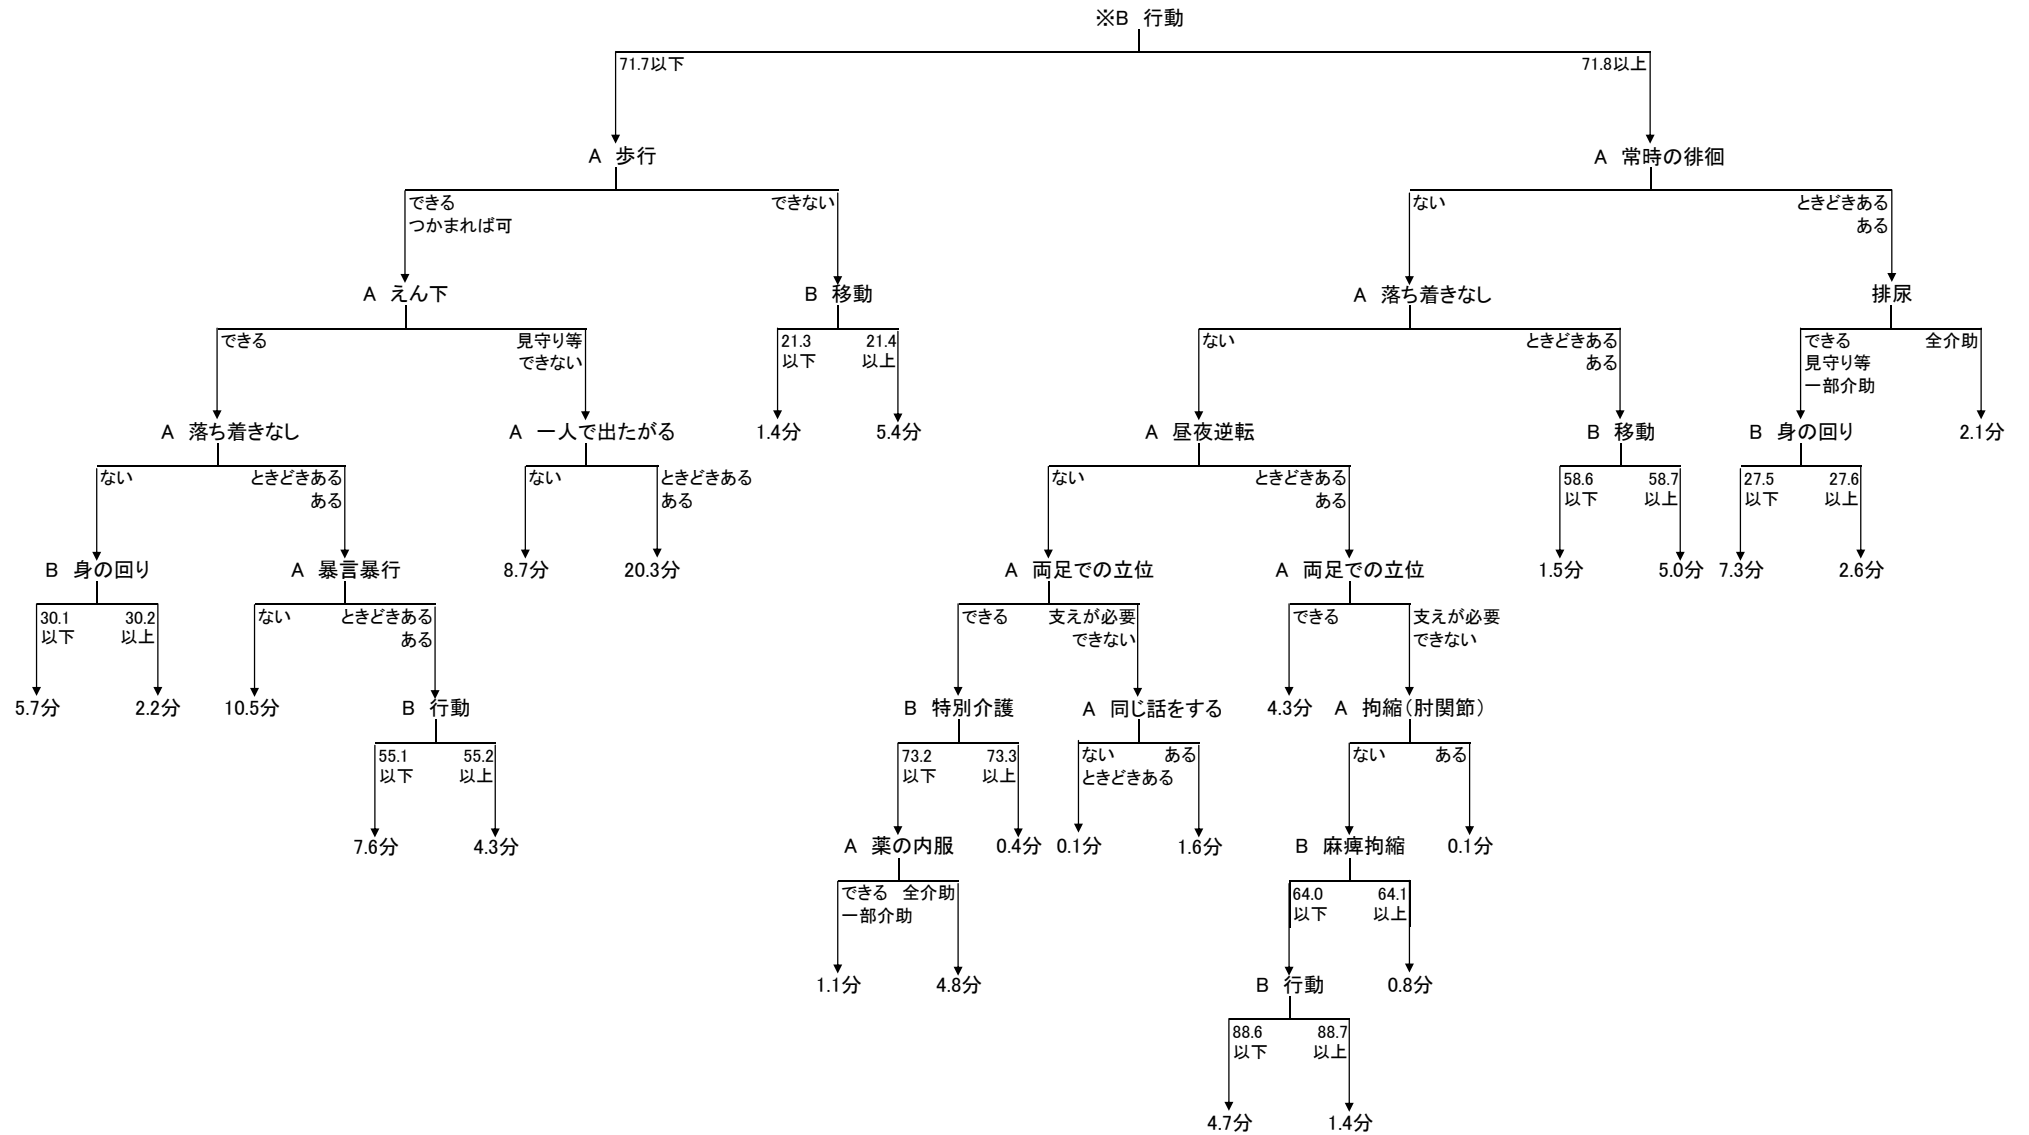 ※B 行動
71.7以下
71.8以上
A 歩行
A 常時の徘徊
できる
つかまれば可
できない
ない
ときどきある
ある
A えん下
B 移動
A 落ち着きなし
排尿
できる
見守り等
できない
21.3
以下
21.4
以上
ない
ときどきある
ある
できる
見守り等
一部介助
全介助
A 落ち着きなし
A 一人で出たがる
1.4分
5.4分
A 昼夜逆転
B 移動
B 身の回り
2.1分
ない
ときどきある
ある
ない
ときどきある
ある
ない
ときどきある
ある
58.6
以下
58.7
以上
27.5
以下
27.6
以上
B 身の回り
A 暴言暴行
8.7分
20.3分
A 両足での立位
A 両足での立位
1.5分
5.0分
7.3分
2.6分
30.1
以下
30.2
以上
ない
ときどきある
ある
できる
支えが必要
できない
できる
支えが必要
できない
5.7分
2.2分
10.5分
B 行動
B 特別介護
A 同じ話をする
4.3分
A 拘縮（肘関節）
55.1
以下
55.2
以上
73.2
以下
73.3
以上
ない
ときどきある
ある
ない
ある
7.6分
4.3分
A 薬の内服
0.4分
0.1分
1.6分
B 麻痺拘縮
0.1分
できる
一部介助
全介助
64.0
以下
64.1
以上
1.1分
4.8分
B 行動
0.8分
88.6
以下
88.7
以上
4.7分
1.4分